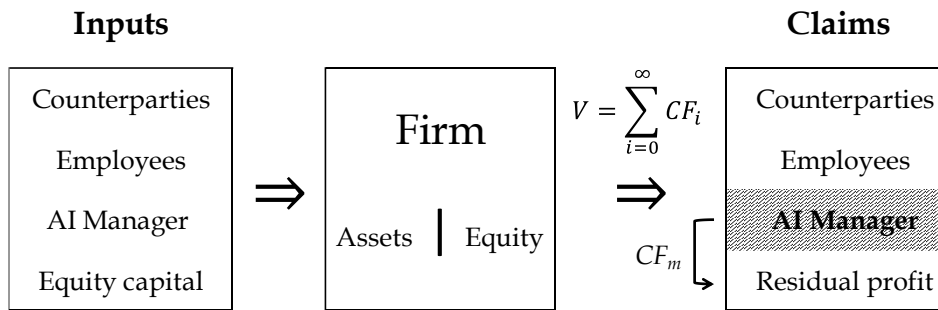 Inputs
Counterparties
Employees
AI Manager
Equity capital
⇒
Firm
Assets | Equity
V = ∑_{i=0}^{∞} CF_i
⇒
Claims
Counterparties
Employees
AI Manager
CF_m
Residual profit